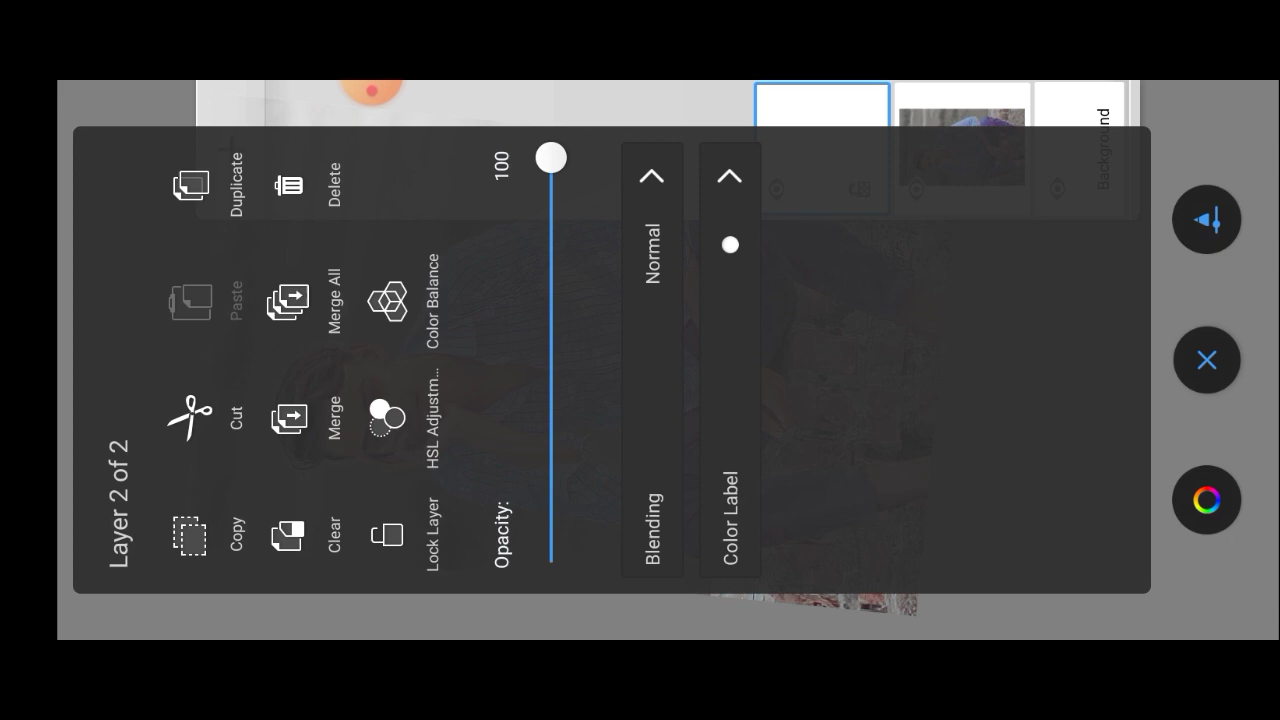 Layer 2 of 2
Copy
Cut
Paste
Duplicate
Clear
Merge
Merge All
Delete
Lock Layer
HSL Adjustm...
Color Balance
Opacity:
100
Blending
Normal
Color Label
Background